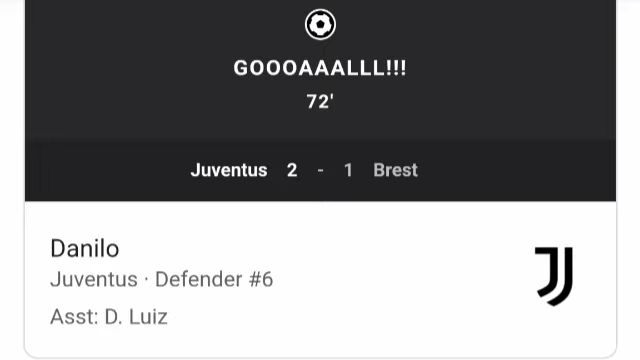 GOOOAAALLL!!!
72'
Juventus 2 - 1 Brest
Danilo
Juventus · Defender #6
Asst: D. Luiz